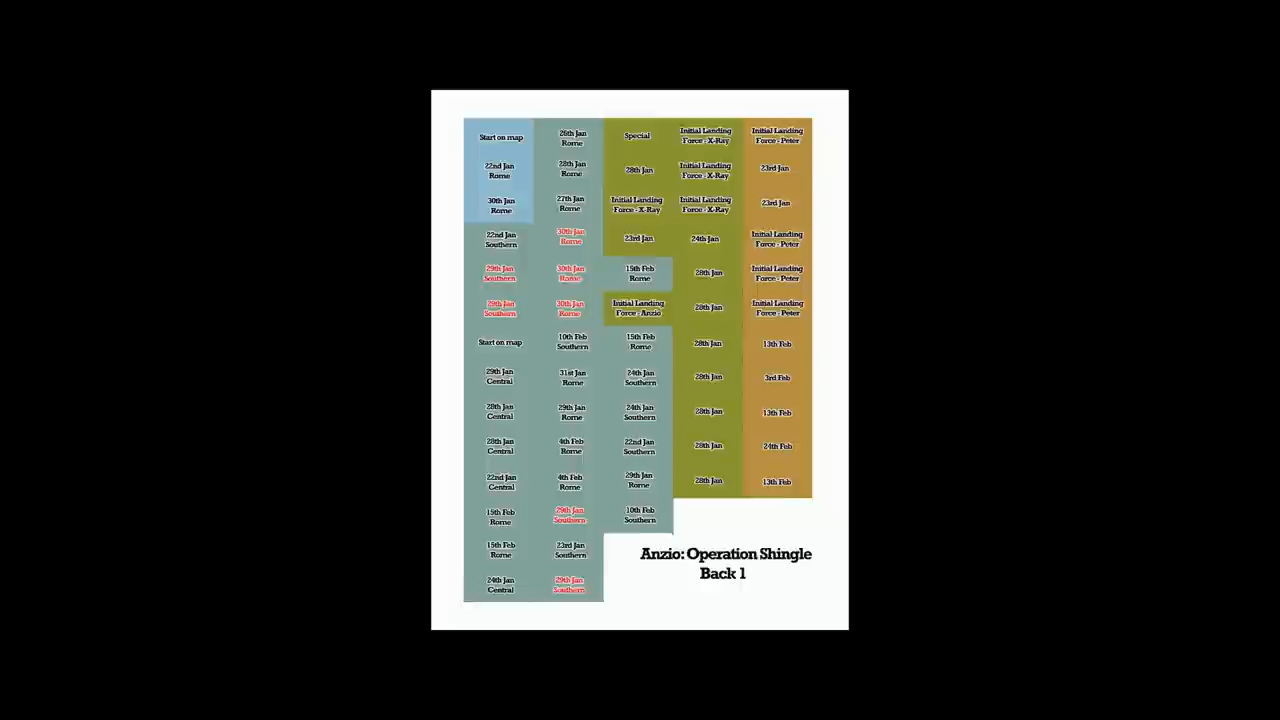 Start on map
26th Jan
Rome
Special
Initial Landing
Force - X-Ray
Initial Landing
Force - Peter
22nd Jan
Rome
28th Jan
Rome
28th Jan
Initial Landing
Force - X-Ray
23rd Jan
30th Jan
Rome
27th Jan
Rome
Initial Landing
Force - X-Ray
Initial Landing
Force - X-Ray
23rd Jan
22nd Jan
Southern
30th Jan
Rome
23rd Jan
24th Jan
Initial Landing
Force - Peter
29th Jan
Southern
30th Jan
Rome
15th Feb
Rome
28th Jan
Initial Landing
Force - Peter
29th Jan
Southern
30th Jan
Rome
Initial Landing
Force - Anzio
28th Jan
Initial Landing
Force - Peter
Start on map
10th Feb
Southern
15th Feb
Rome
28th Jan
13th Feb
29th Jan
Central
31st Jan
Rome
24th Jan
Southern
28th Jan
3rd Feb
28th Jan
Central
29th Jan
Rome
24th Jan
Southern
28th Jan
13th Feb
28th Jan
Central
4th Feb
Rome
22nd Jan
Southern
28th Jan
24th Feb
22nd Jan
Central
4th Feb
Rome
29th Jan
Rome
28th Jan
13th Feb
15th Feb
Rome
29th Jan
Southern
10th Feb
Southern
15th Feb
Rome
23rd Jan
Southern
24th Jan
Central
29th Jan
Southern
Anzio: Operation Shingle
Back 1